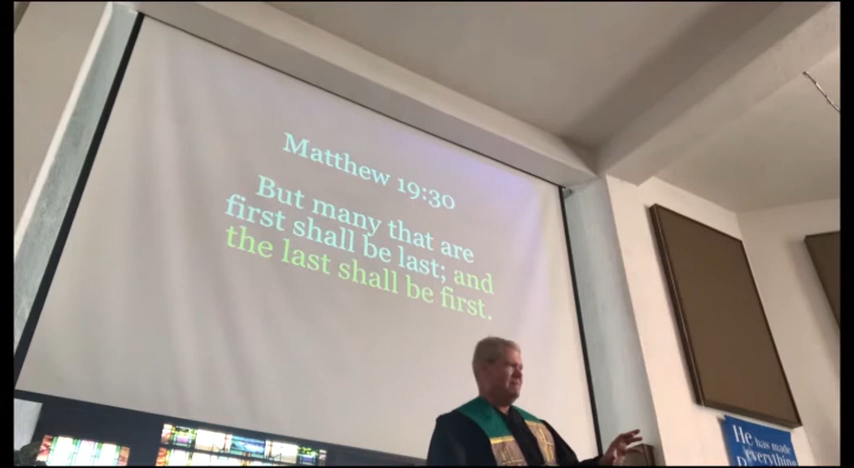 Matthew 19:30
But many that are
first shall be last; and
the last shall be first.
He has made
everything